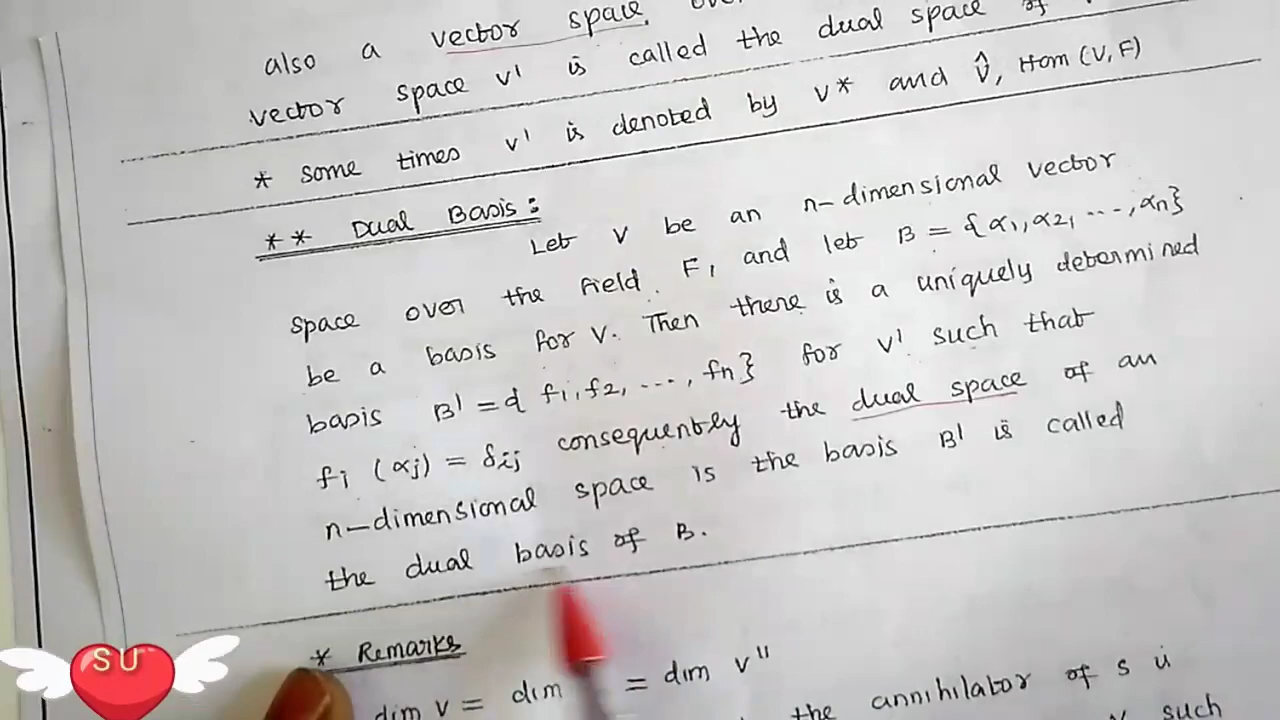 also a vector space over
vector space V' is called the dual space of
* Some times V' is denoted by V* and V̂, Hom (V, F)
** Dual Basis:
Let V be an n-dimensional vector
space over the field F, and let B = {α1, α2, ..., αn}
be a basis for V. Then there is a uniquely determined
basis B' = { f1, f2, ..., fn} for V' such that
fi (αj) = δij consequently the dual space of an
n-dimensional space is the basis B' is called
the dual basis of B.
* Remarks
dim V = dim = dim V''
the annihilator of S is
V such
SU